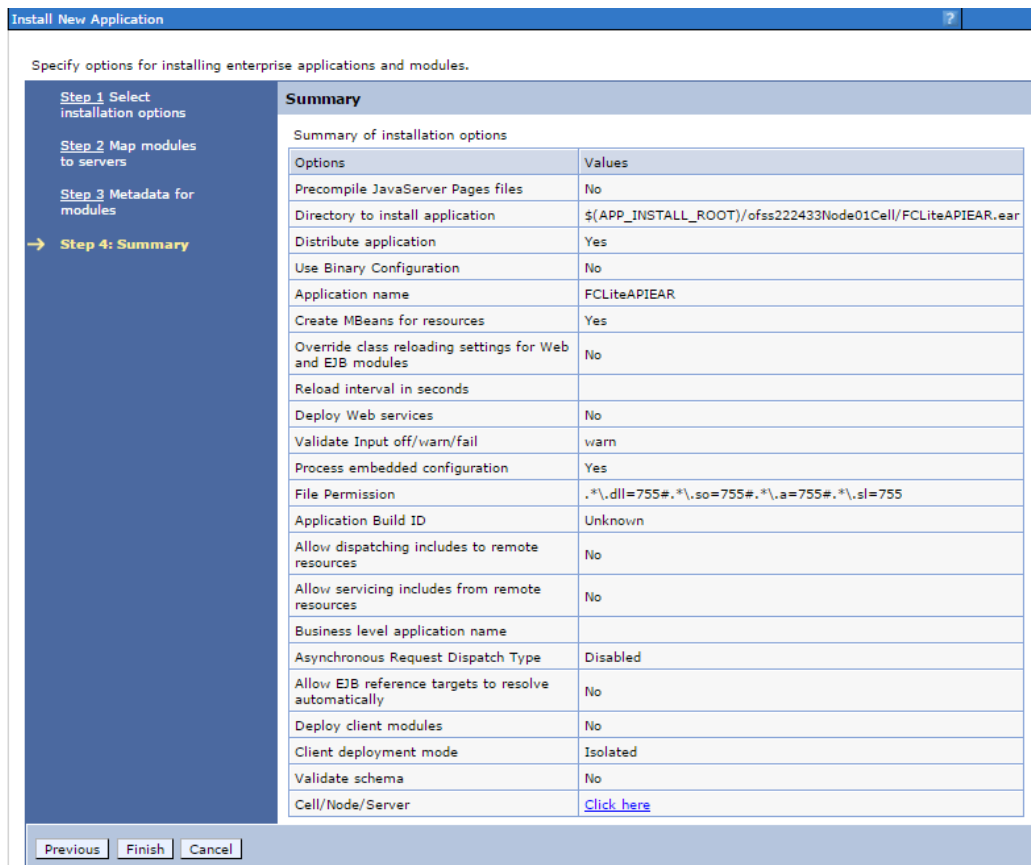 Install New Application
?
Specify options for installing enterprise applications and modules.
Step 1 Select
installation options
Step 2 Map modules
to servers
Step 3 Metadata for
modules
Step 4: Summary
Summary
Summary of installation options
Options Values
Precompile JavaServer Pages files No
Directory to install application $(APP_INSTALL_ROOT)/ofss222433Node01Cell/FCLiteAPIEAR.ear
Distribute application Yes
Use Binary Configuration No
Application name FCLiteAPIEAR
Create MBeans for resources Yes
Override class reloading settings for Web
and EJB modules No
Reload interval in seconds
Deploy Web services No
Validate Input off/warn/fail warn
Process embedded configuration Yes
File Permission .*\.dll=755#.*\.so=755#.*\.a=755#.*\.sl=755
Application Build ID Unknown
Allow dispatching includes to remote
resources No
Allow servicing includes from remote
resources No
Business level application name
Asynchronous Request Dispatch Type Disabled
Allow EJB reference targets to resolve
automatically No
Deploy client modules No
Client deployment mode Isolated
Validate schema No
Cell/Node/Server Click here
Previous Finish Cancel